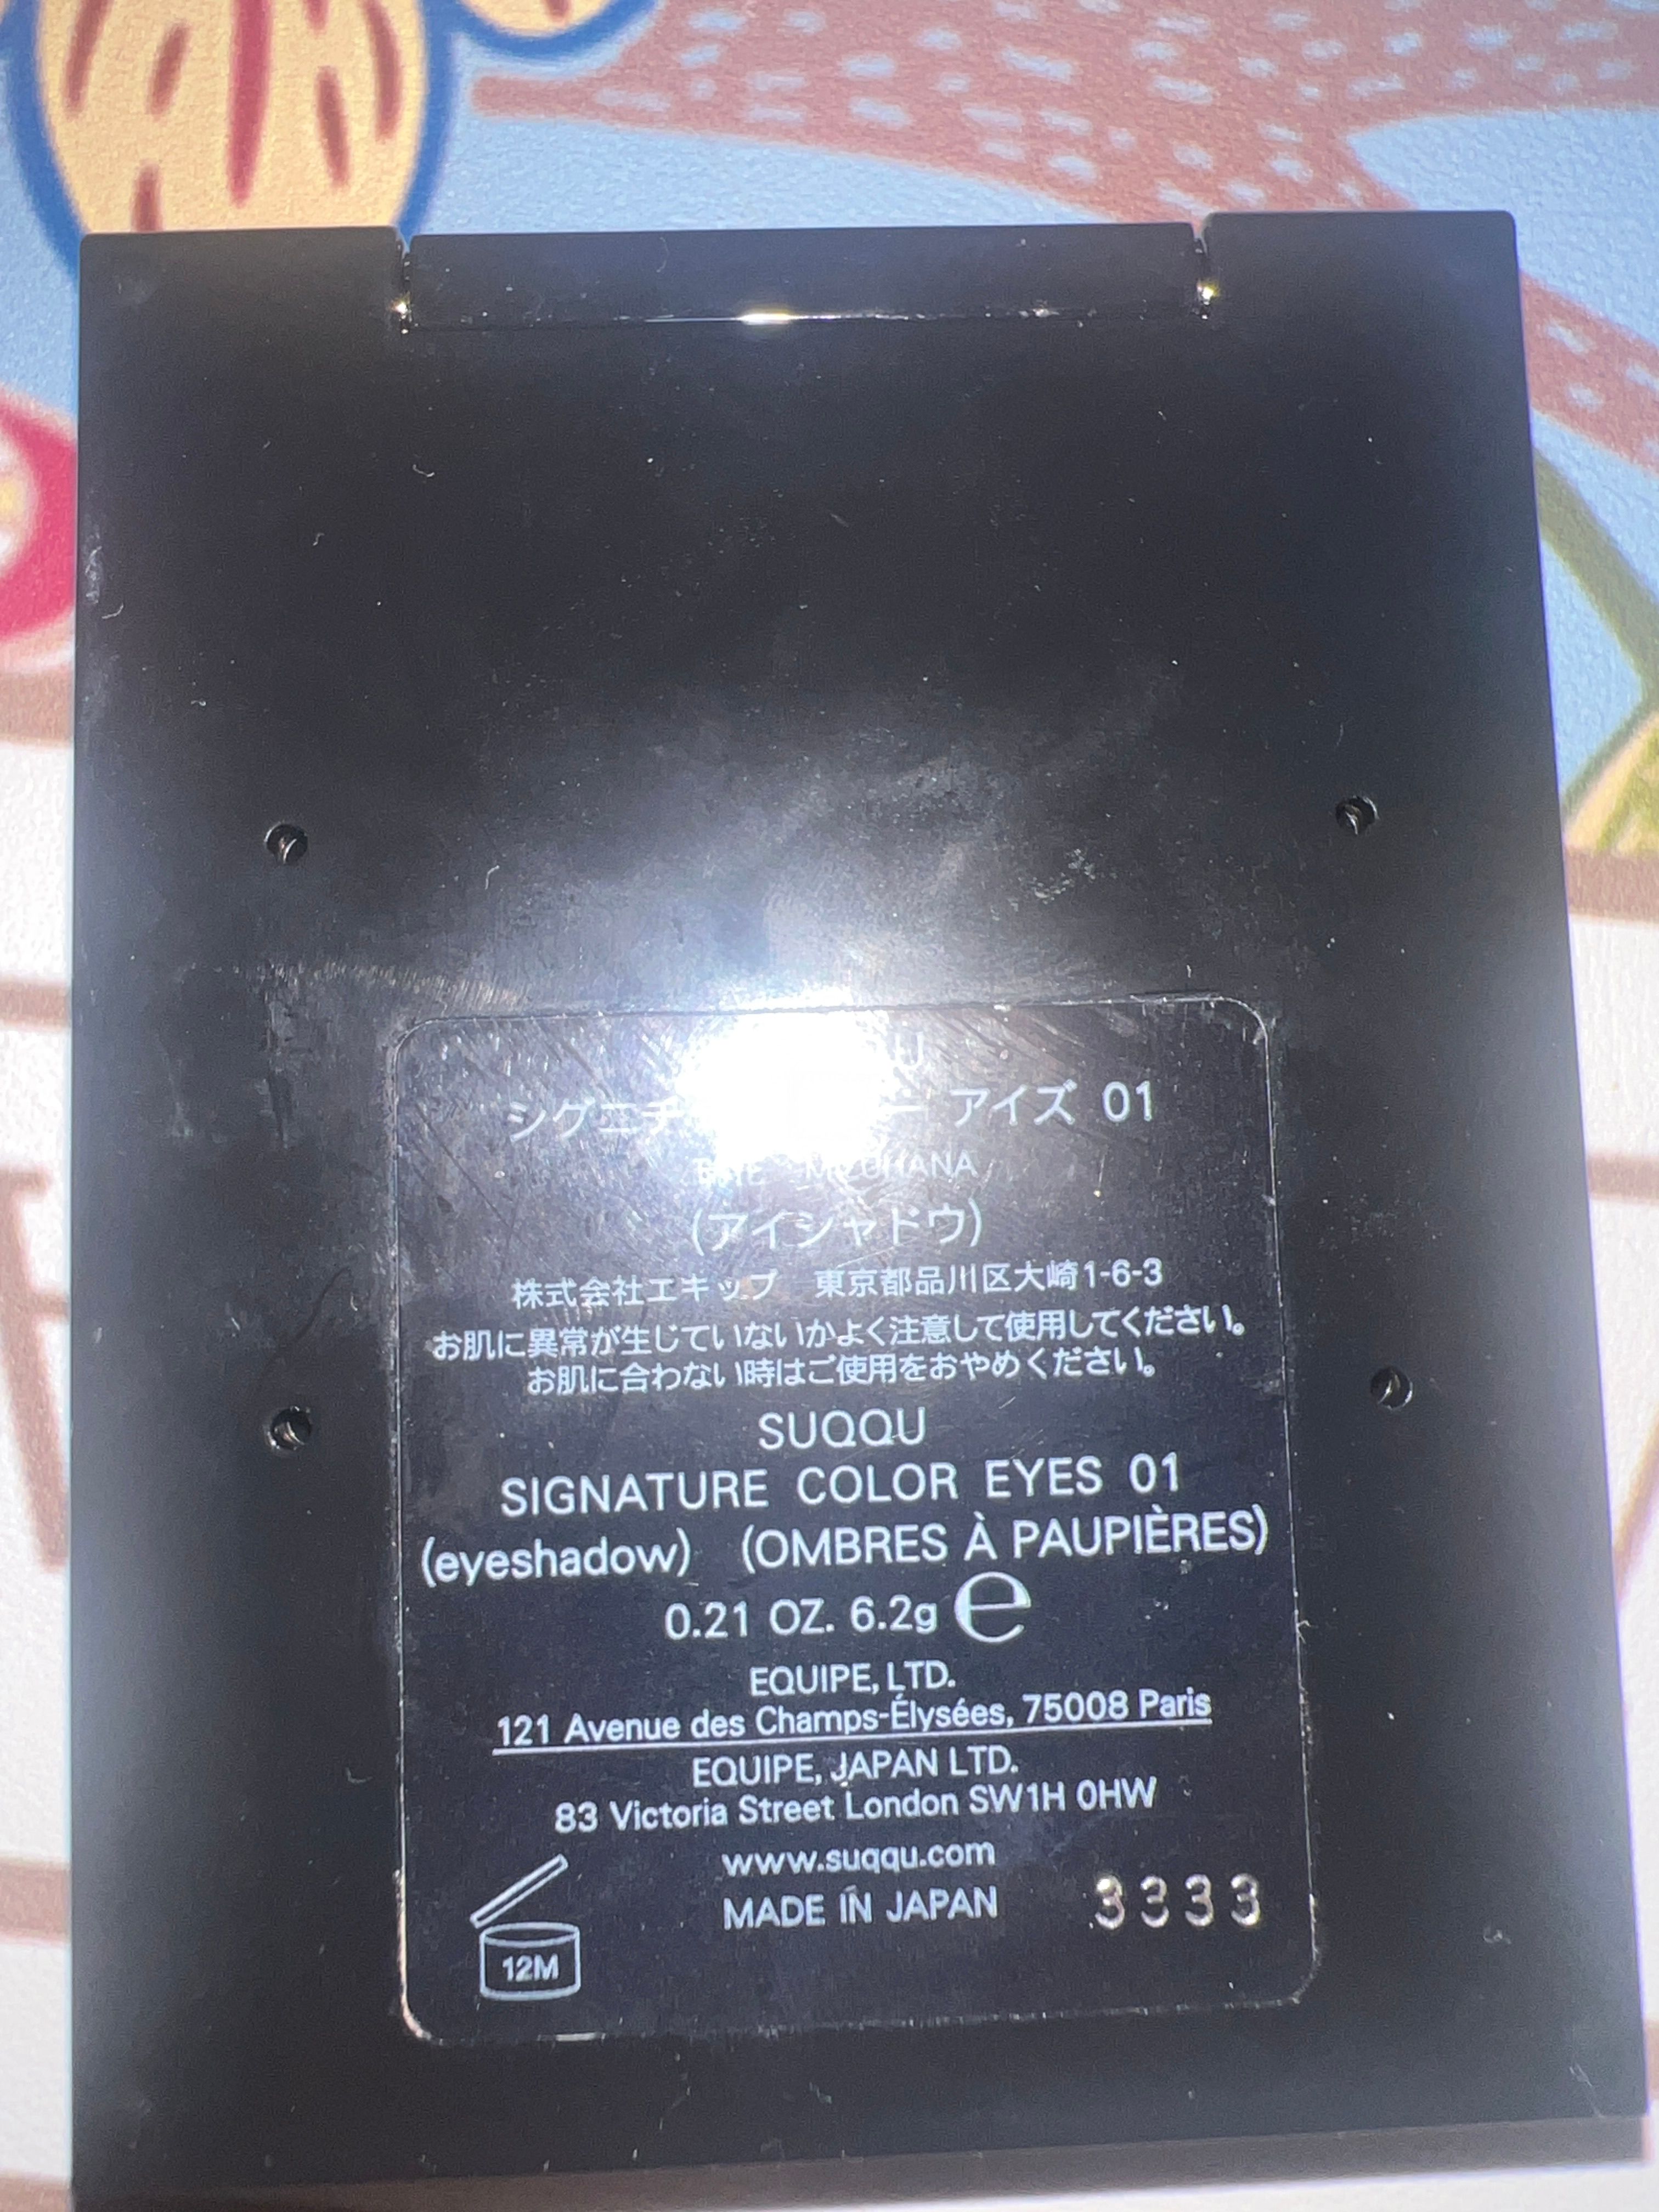 アイズ 01
(アイシャドウ)
株式会社エキップ 東京都品川区大崎1-6-3
お肌に異常が生じていないかよく注意して使用してください。
お肌に合わない時はご使用をおやめください。
SUQQU
SIGNATURE COLOR EYES 01
(eyeshadow) (OMBRES À PAUPIÈRES)
0.21 OZ. 6.2g e
EQUIPE, LTD.
121 Avenue des Champs-Élysées, 75008 Paris
EQUIPE, JAPAN LTD.
83 Victoria Street London SW1H 0HW
www.suqqu.com
MADE IN JAPAN 3333
12M